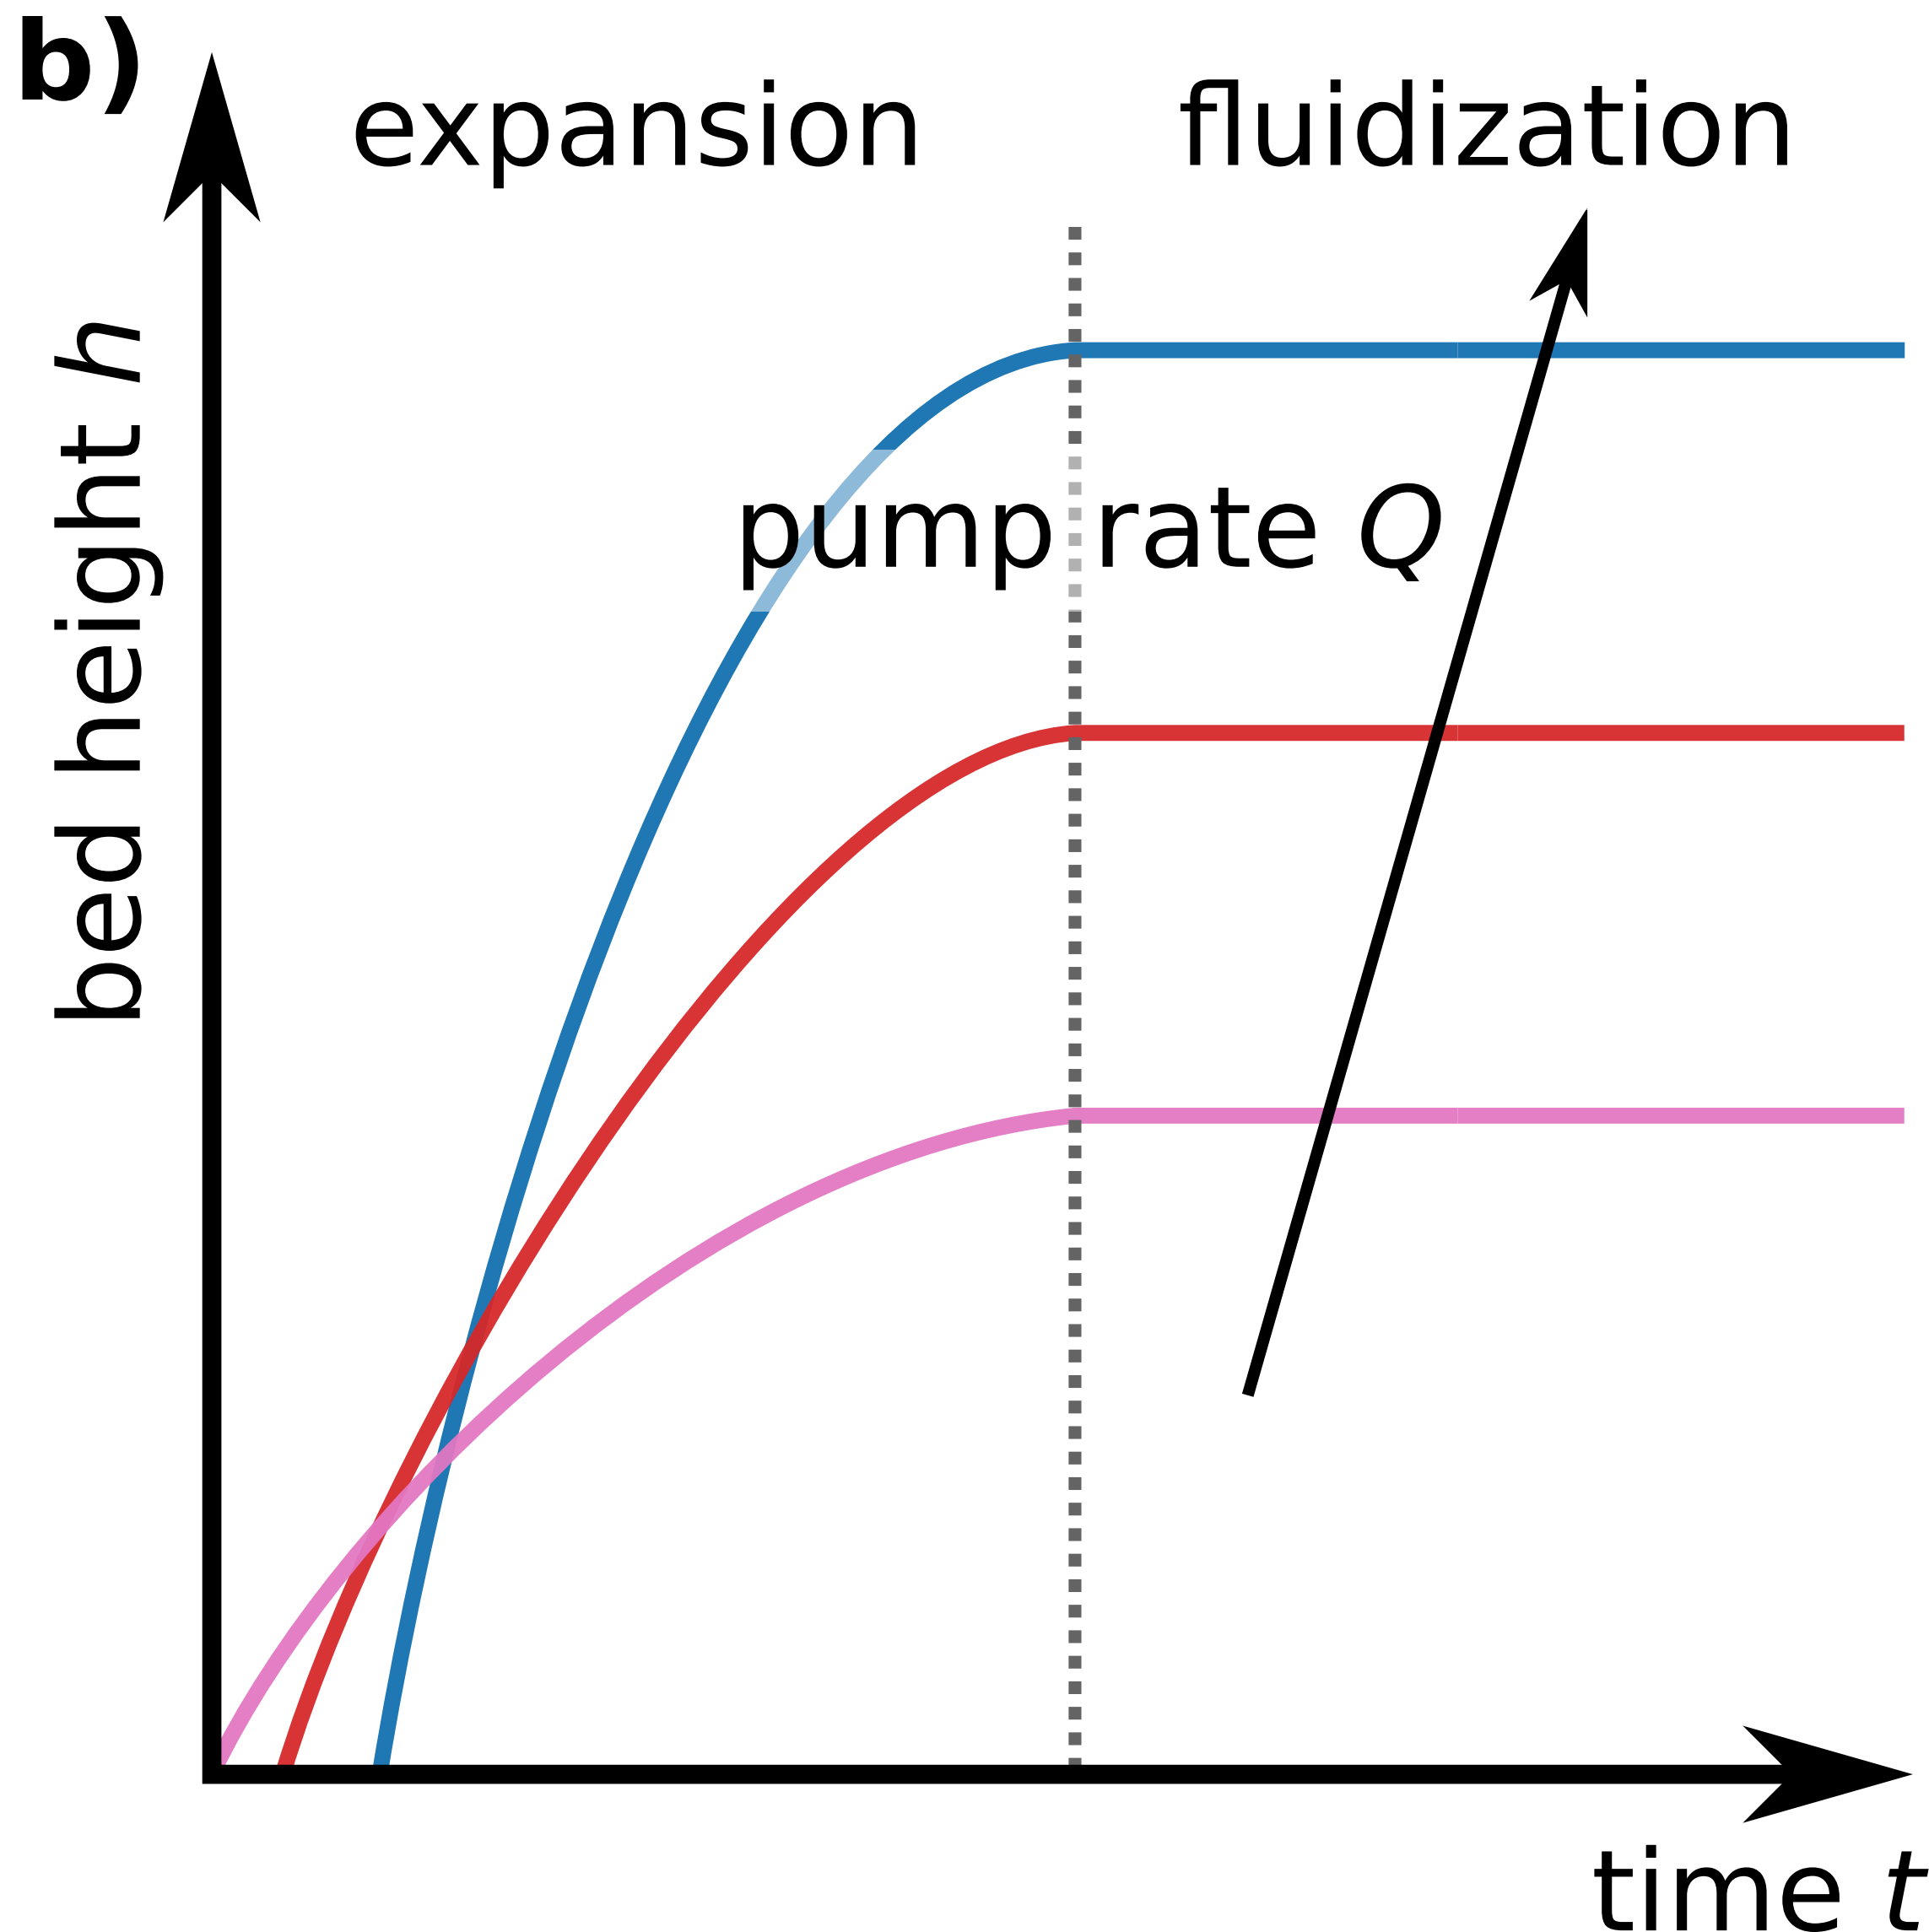 b)
expansion
fluidization
bed height h
pump rate Q
time t